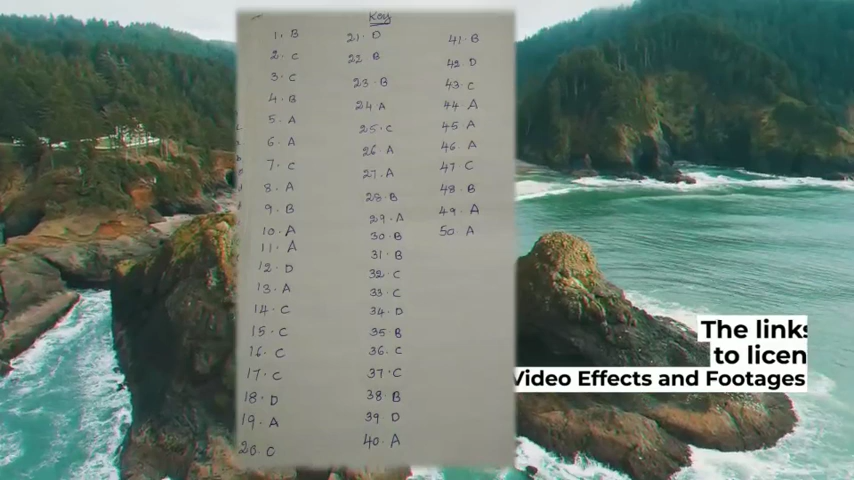 Key
1. B
2. C
3. C
4. B
5. A
6. A
7. C
8. A
9. B
10. A
11. A
12. D
13. A
14. C
15. C
16. C
17. C
18. D
19. A
20. C
21. D
22 B
23. B
24 A
25. C
26. A
27. A
28. B
29. A
30 B
31. B
32 C
33. C
34. D
35 B
36. C
37. C
38. B
39 D
40. A
41. B
42. D
43. C
44 A
45 A
46. A
47 C
48. B
49. A
50 A
The links
to licen
Video Effects and Footages